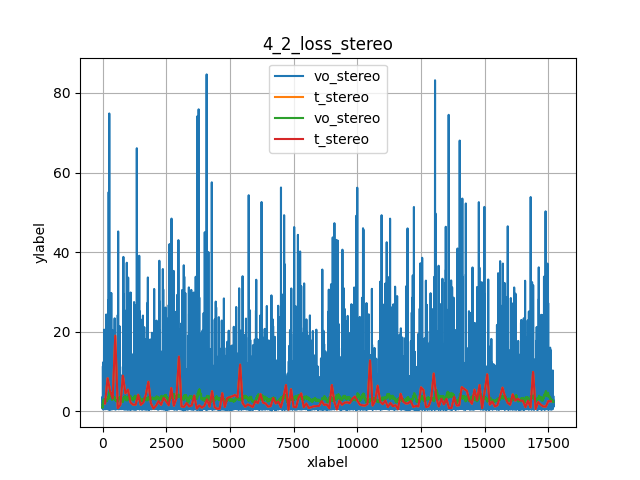 4_2_loss_stereo
vo_stereo
t_stereo
vo_stereo
t_stereo
ylabel
80
60
40
20
0
0 2500 5000 7500 10000 12500 15000 17500
xlabel